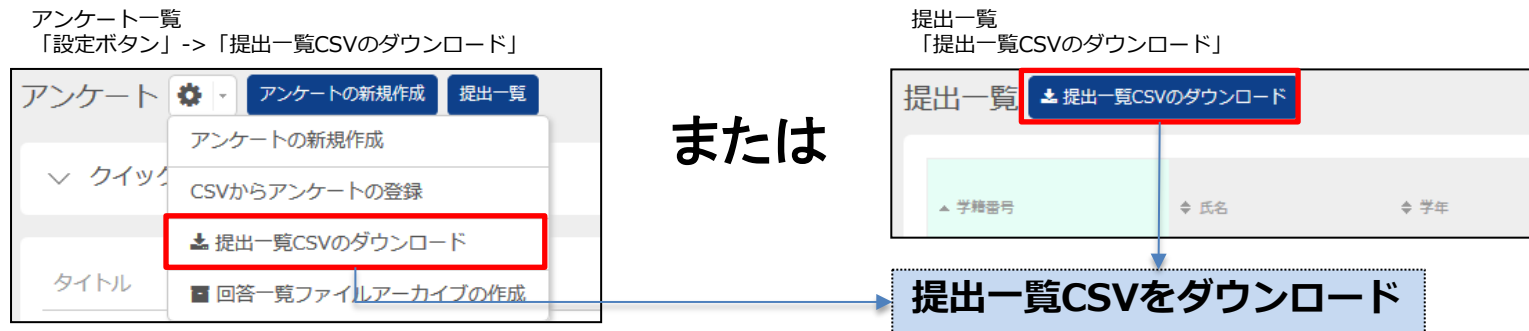 アンケート一覧
「設定ボタン」->「提出一覧CSVのダウンロード」
アンケート
アンケートの新規作成
提出一覧
アンケートの新規作成
クイック
CSVからアンケートの登録
提出一覧CSVのダウンロード
タイトル
回答一覧ファイルアーカイブの作成
または
提出一覧
「提出一覧CSVのダウンロード」
提出一覧
提出一覧CSVのダウンロード
学籍番号
氏名
学年
提出一覧CSVをダウンロード